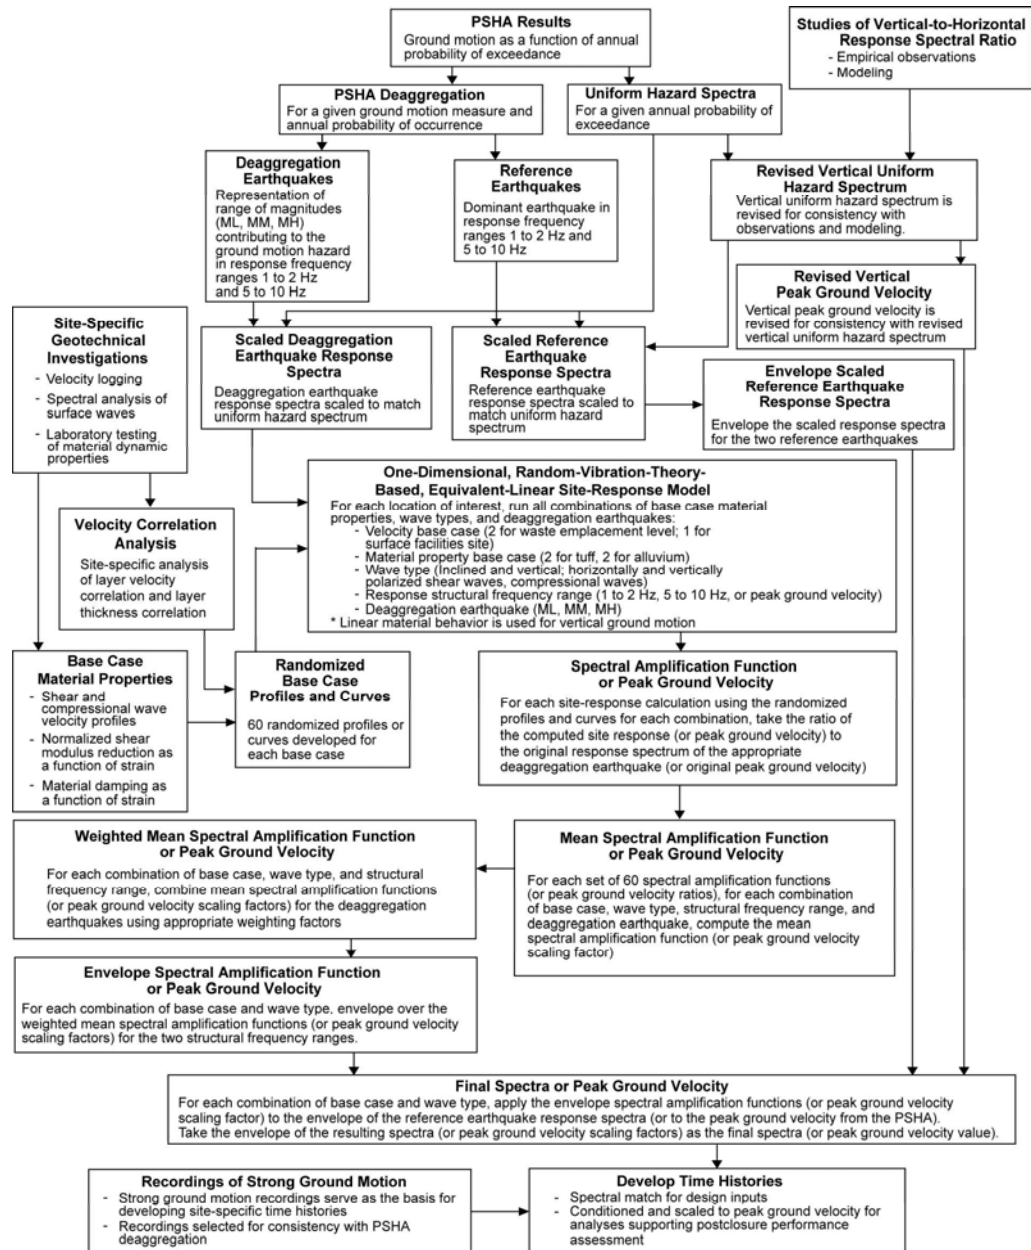 PSHA Results
Ground motion as a function of annual
probability of exceedance
Studies of Vertical-to-Horizontal
Response Spectral Ratio
- Empirical observations
- Modeling
PSHA Deaggregation
For a given ground motion measure and
annual probability of occurrence
Uniform Hazard Spectra
For a given annual probability of
exceedance
Deaggregation
Earthquakes
Representation of
range of magnitudes
(ML, MM, MH)
contributing to the
ground motion hazard
in response frequency
ranges 1 to 2 Hz
and 5 to 10 Hz
Reference
Earthquakes
Dominant earthquake in
response frequency
ranges 1 to 2 Hz and
5 to 10 Hz
Revised Vertical Uniform
Hazard Spectrum
Vertical uniform hazard spectrum is
revised for consistency with
observations and modeling.
Revised Vertical
Peak Ground Velocity
Vertical peak ground velocity is
revised for consistency with revised
vertical uniform hazard spectrum
Site-Specific
Geotechnical
Investigations
- Velocity logging
- Spectral analysis of
surface waves
- Laboratory testing
of material dynamic
properties
Scaled Deaggregation
Earthquake Response
Spectra
Deaggregation earthquake
response spectra scaled to match
uniform hazard spectrum
Scaled Reference
Earthquake
Response Spectra
Reference earthquake
response spectra scaled to
match uniform hazard
spectrum
Envelope Scaled
Reference Earthquake
Response Spectra
Envelope the scaled response spectra
for the two reference earthquakes
One-Dimensional, Random-Vibration-Theory-
Based, Equivalent-Linear Site-Response Model
For each location of interest, run all combinations of base case material
properties, wave types, and deaggregation earthquakes:
- Velocity base case (2 for waste emplacement level; 1 for
surface facilities site)
- Material property base case (2 for tuff, 2 for alluvium)
- Wave type (Inclined and vertical; horizontally and vertically
polarized shear waves, compressional waves)
- Response structural frequency range (1 to 2 Hz, 5 to 10 Hz, or peak ground velocity)
- Deaggregation earthquake (ML, MM, MH)
* Linear material behavior is used for vertical ground motion
Velocity Correlation
Analysis
Site-specific analysis
of layer velocity
correlation and layer
thickness correlation
Base Case
Material Properties
- Shear and
compressional wave
velocity profiles
- Normalized shear
modulus reduction as
a function of strain
- Material damping as
a function of strain
Randomized
Base Case
Profiles and Curves
60 randomized profiles or
curves developed for
each base case
Spectral Amplification Function
or Peak Ground Velocity
For each site-response calculation using the randomized
profiles and curves for each combination, take the ratio of
the computed site response (or peak ground velocity) to
the original response spectrum of the appropriate
deaggregation earthquake (or original peak ground velocity)
Weighted Mean Spectral Amplification Function
or Peak Ground Velocity
For each combination of base case, wave type, and structural
frequency range, combine mean spectral amplification functions
(or peak ground velocity scaling factors) for the deaggregation
earthquakes using appropriate weighting factors
Mean Spectral Amplification Function
or Peak Ground Velocity
For each set of 60 spectral amplification functions
(or peak ground velocity ratios), for each combination
of base case, wave type, structural frequency range, and
deaggregation earthquake, compute the mean
spectral amplification function (or peak ground velocity
scaling factor)
Envelope Spectral Amplification Function
or Peak Ground Velocity
For each combination of base case and wave type, envelope over the
weighted mean spectral amplification functions (or peak ground velocity
scaling factors) for the two structural frequency ranges.
Final Spectra or Peak Ground Velocity
For each combination of base case and wave type, apply the envelope spectral amplification functions (or peak ground velocity
scaling factor) to the envelope of the reference earthquake response spectra (or to the peak ground velocity from the PSHA).
Take the envelope of the resulting spectra (or peak ground velocity scaling factors) as the final spectra (or peak ground velocity value).
Recordings of Strong Ground Motion
- Strong ground motion recordings serve as the basis for
developing site-specific time histories
- Recordings selected for consistency with PSHA
deaggregation
Develop Time Histories
- Spectral match for design inputs
- Conditioned and scaled to peak ground velocity for
analyses supporting postclosure performance
assessment